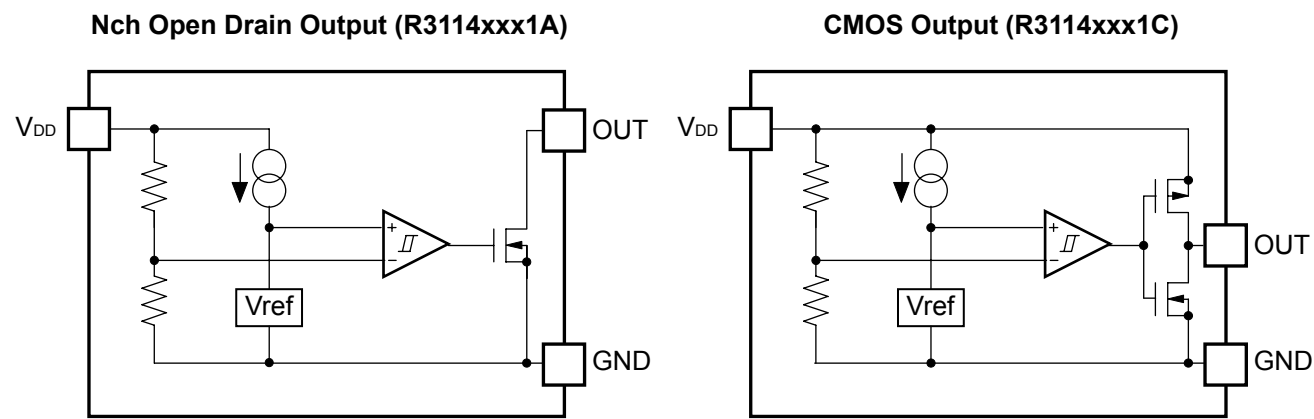 Nch Open Drain Output (R3114xxx1A)
CMOS Output (R3114xxx1C)
VDD
OUT
+
−
Vref
GND
VDD
+
−
OUT
Vref
GND